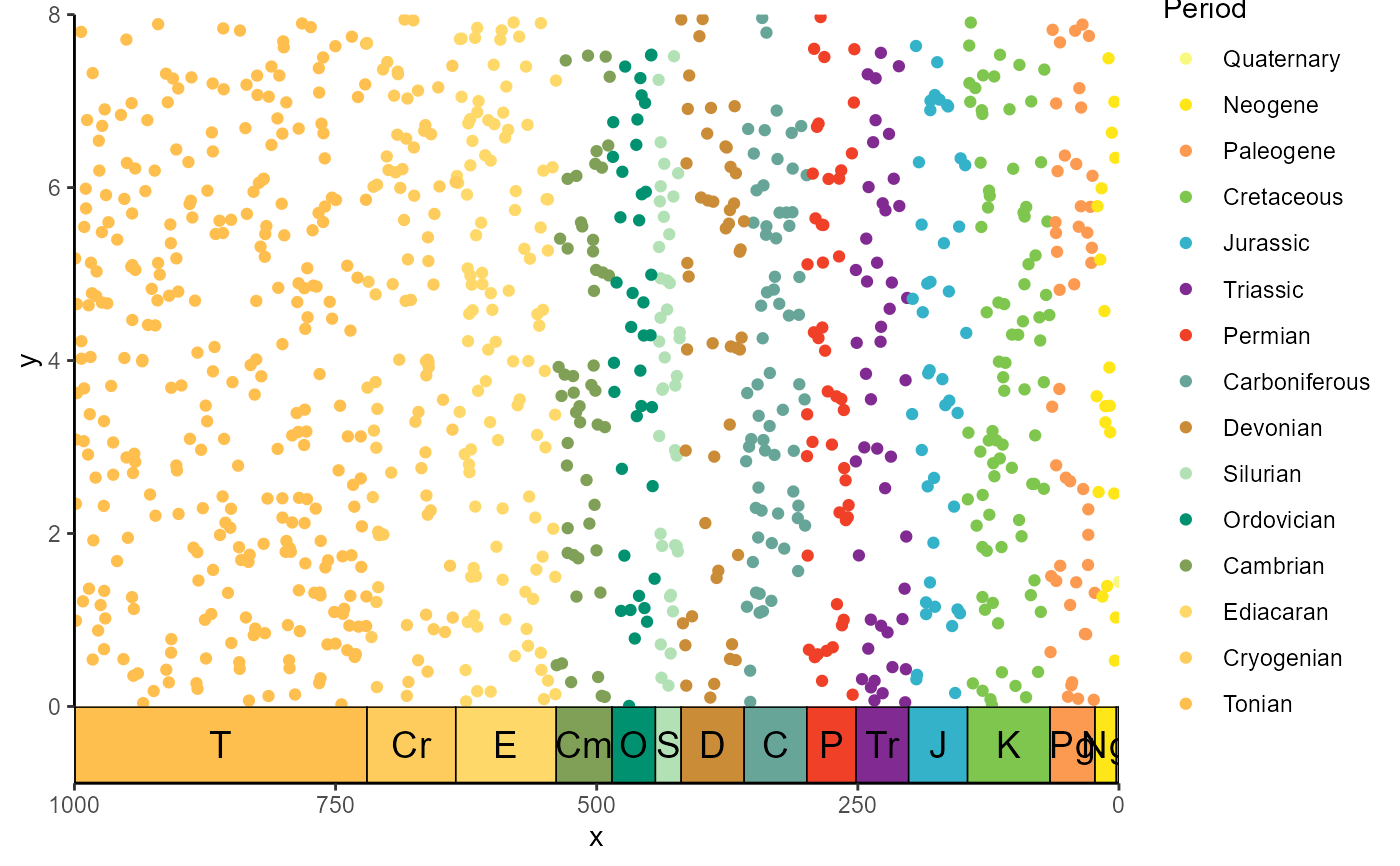 Period
8
6
4
2
0
y
Quaternary
Neogene
Paleogene
Cretaceous
Jurassic
Triassic
Permian
Carboniferous
Devonian
Silurian
Ordovician
Cambrian
Ediacaran
Cryogenian
Tonian
T Cr E Cm O S D C P Tr J K Pg Ng
1000 750 500 250 0
x